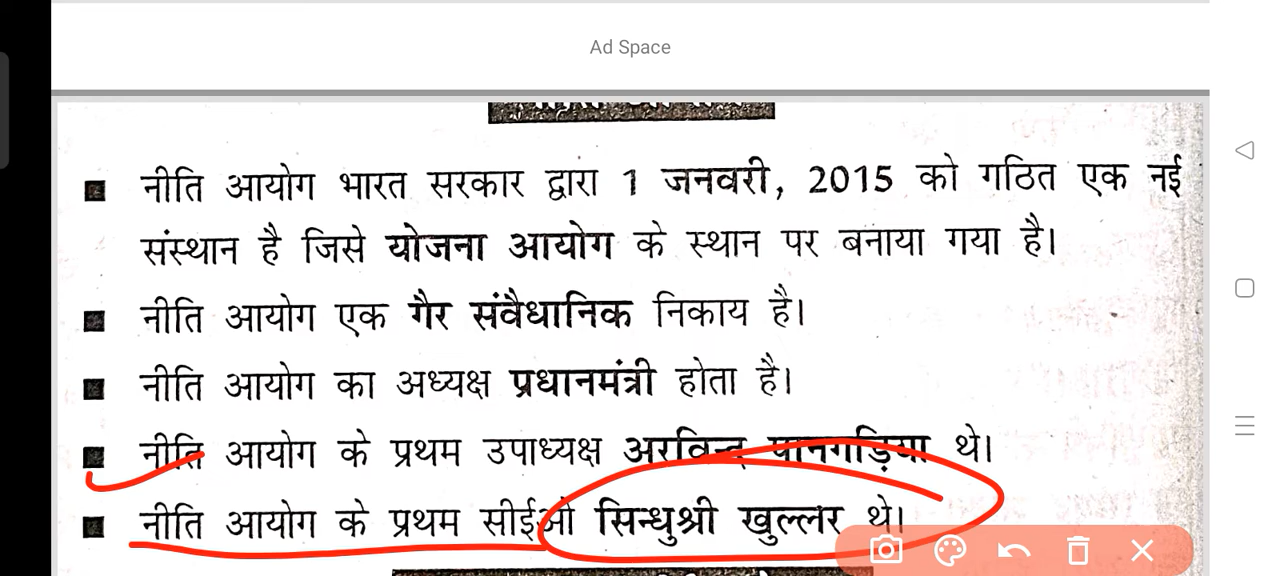 Ad Space
नीति आयोग भारत सरकार द्वारा 1 जनवरी, 2015 को गठित एक नई
संस्थान है जिसे योजना आयोग के स्थान पर बनाया गया है।
नीति आयोग एक गैर संवैधानिक निकाय है।
नीति आयोग का अध्यक्ष प्रधानमंत्री होता है।
नीति आयोग के प्रथम उपाध्यक्ष अरविन्द पानगड़िया थे।
नीति आयोग के प्रथम सीईओ सिन्धुश्री खुल्लर थे।